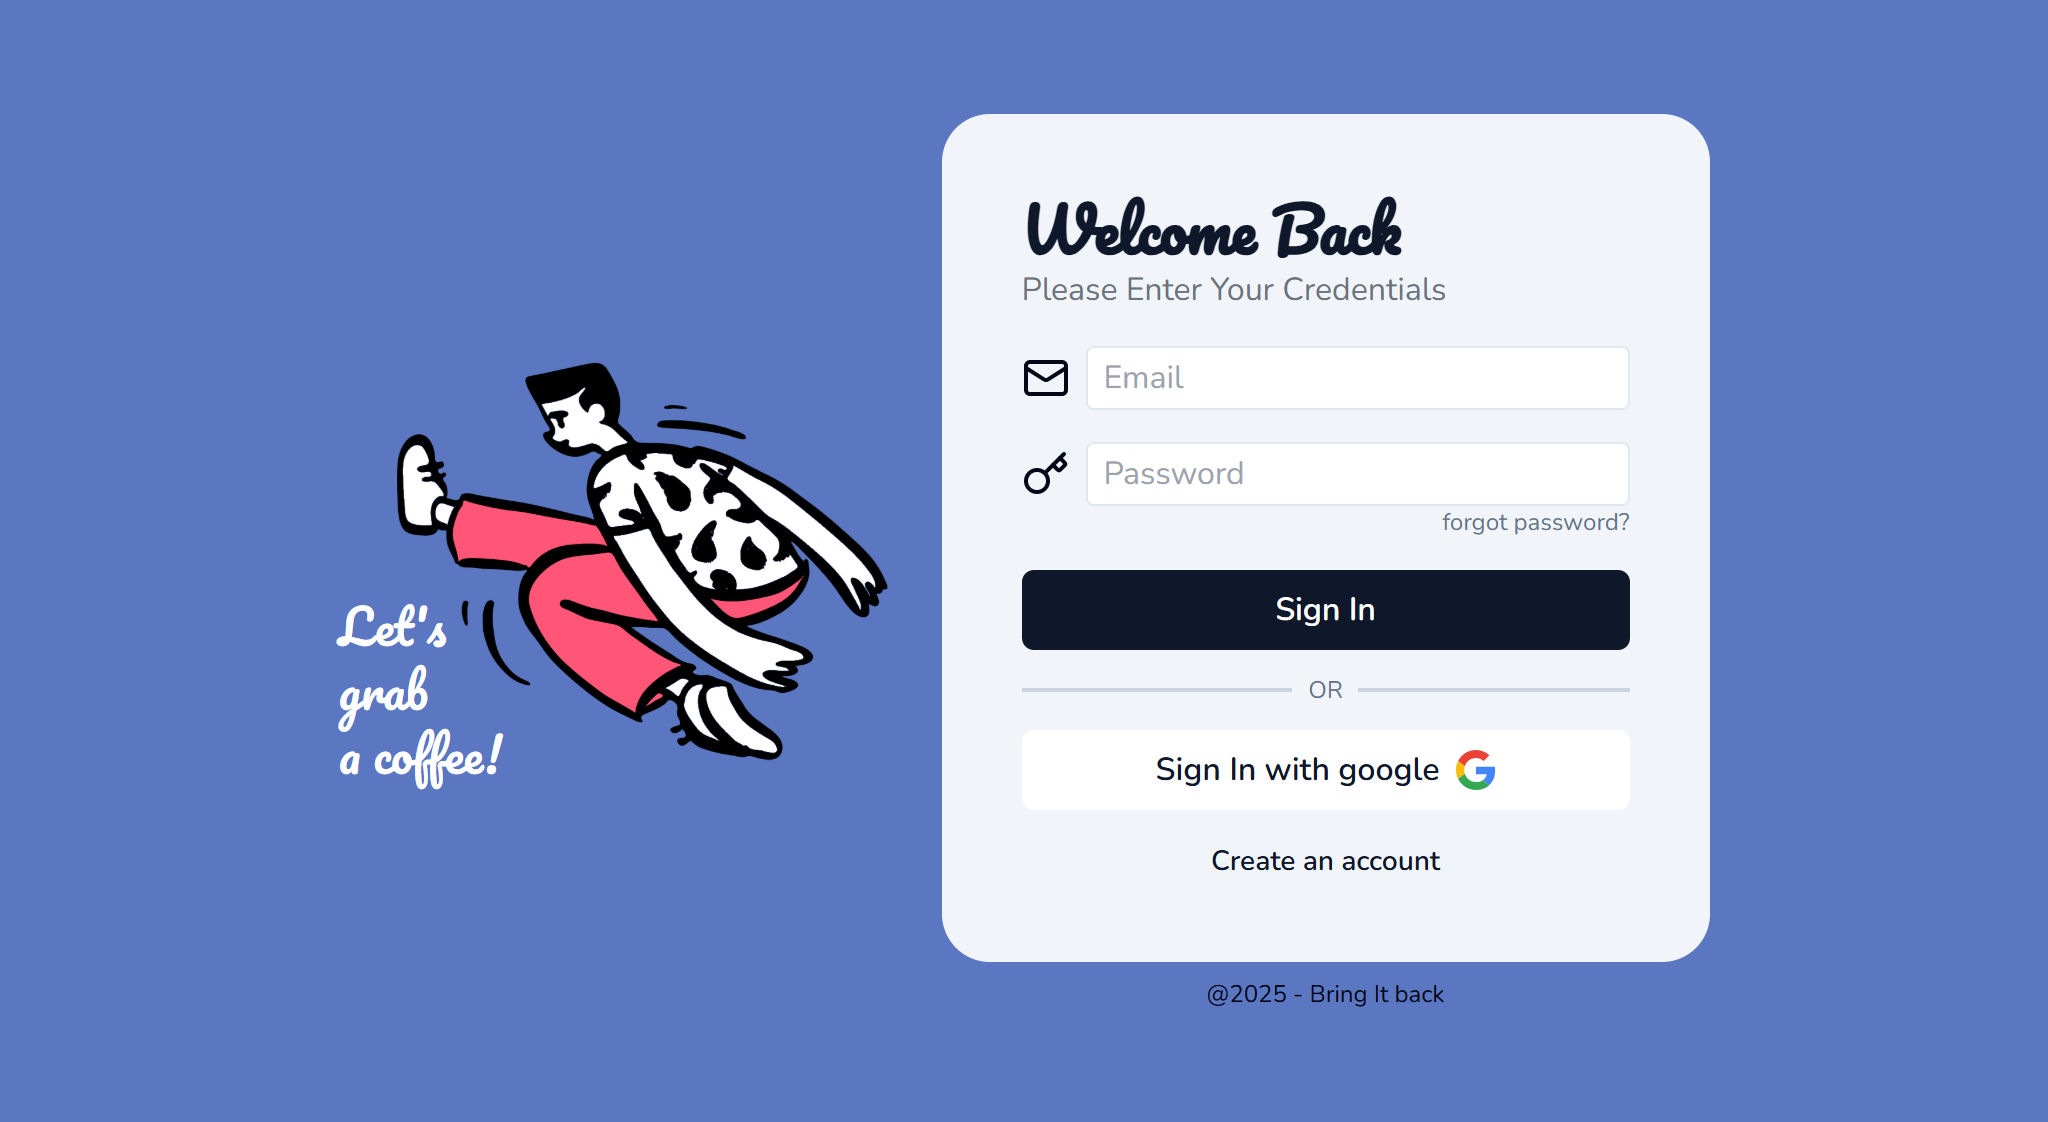 Let's
grab
a coffee!
Welcome Back
Please Enter Your Credentials
Email
Password
forgot password?
Sign In
OR
Sign In with google
Create an account
@2025 - Bring It back